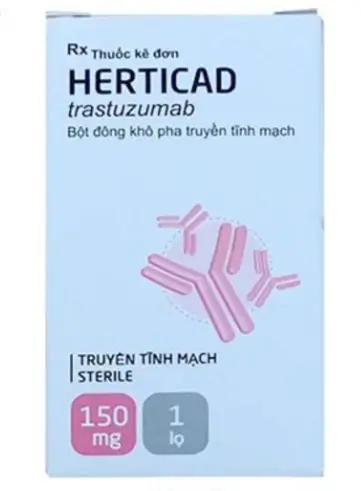 Rx Thuốc kê đơn
HERTICAD
trastuzumab
Bột đông khô pha truyền tĩnh mạch
TRUYỀN TĨNH MẠCH
STERILE
150 mg
1 lọ